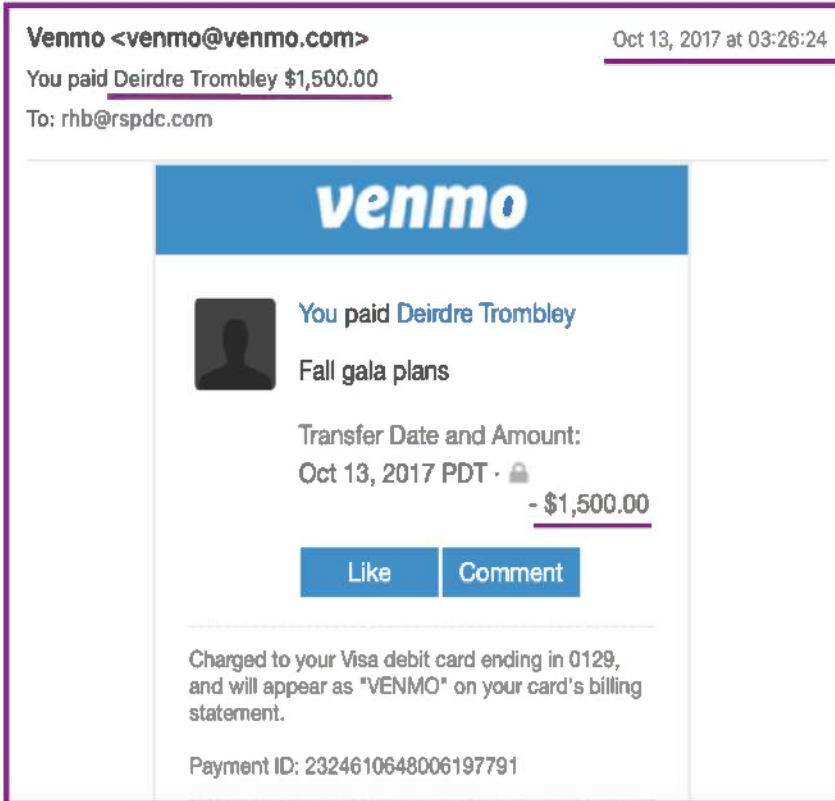 Venmo <venmo@venmo.com>
Oct 13, 2017 at 03:26:24
You paid Deirdre Trombley $1,500.00
To: rhb@rspdc.com
venmo
You paid Deirdre Trombley
Fall gala plans
Transfer Date and Amount:
Oct 13, 2017 PDT ·
- $1,500.00
Like
Comment
Charged to your Visa debit card ending in 0129,
and will appear as "VENMO" on your card's billing
statement.
Payment ID: 2324610648006197791